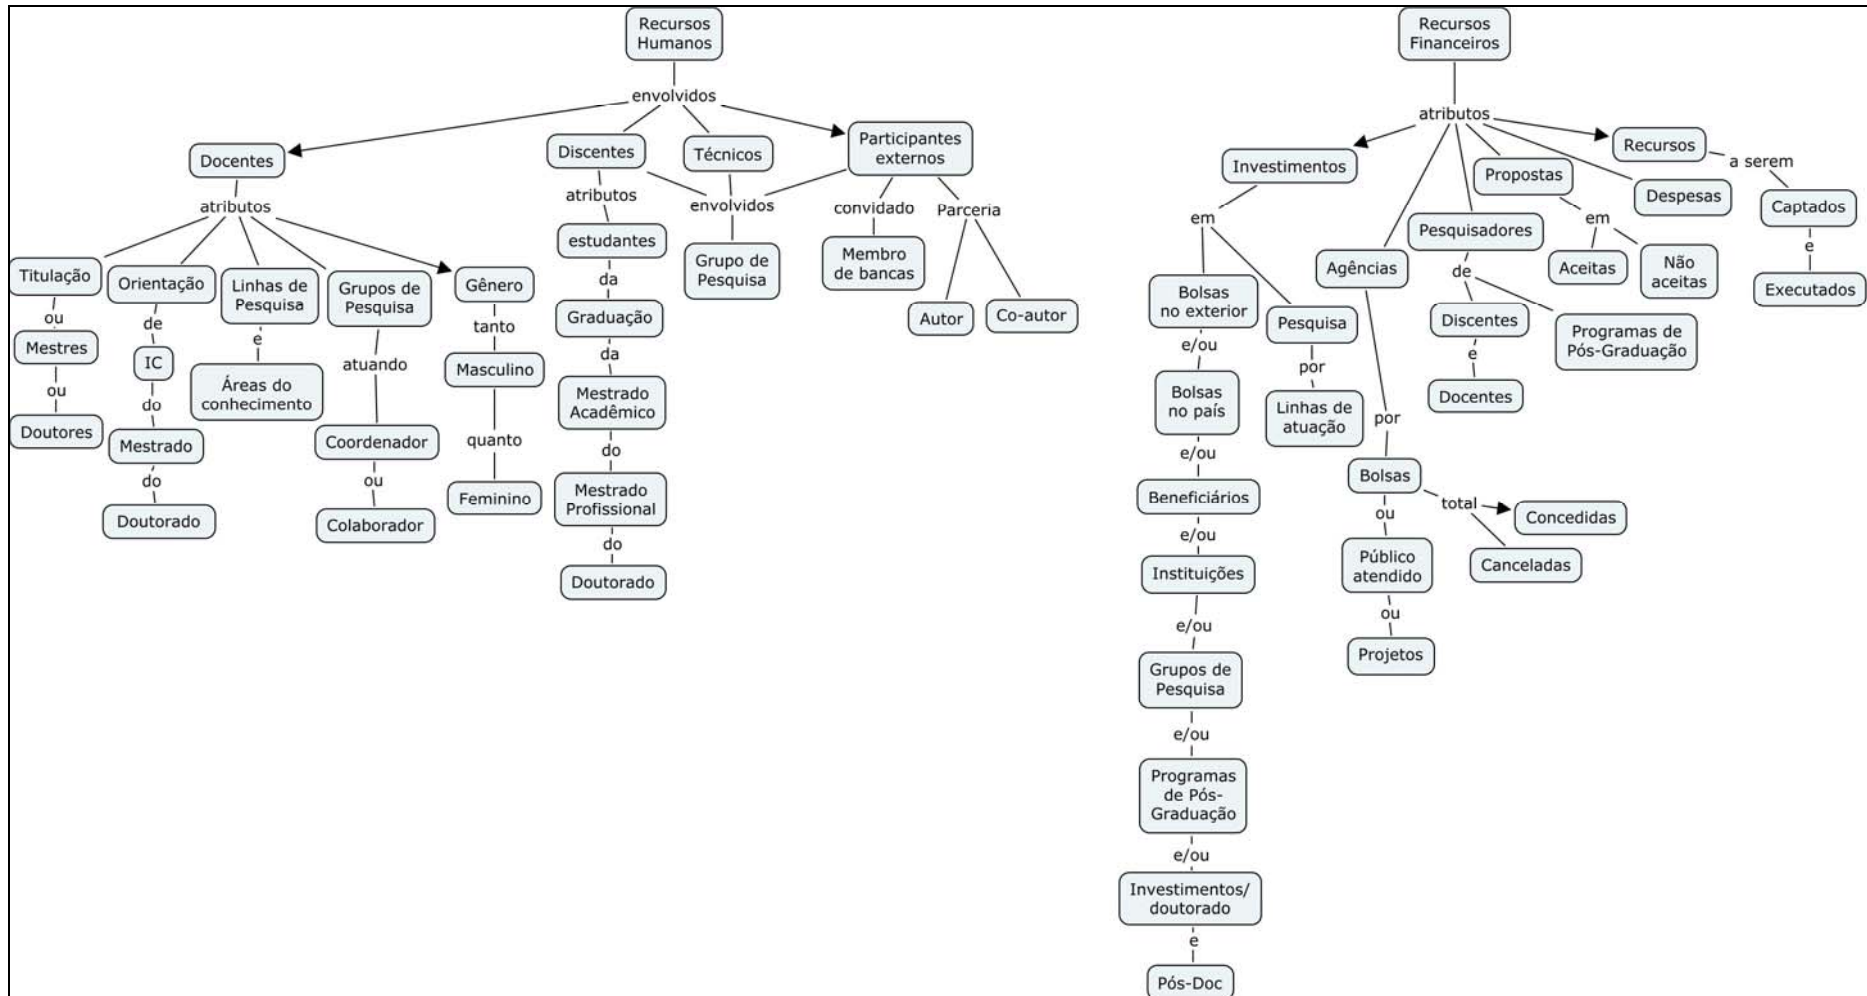 Recursos
Humanos
envolvidos
Docentes
Discentes
Técnicos
Participantes
externos
atributos
atributos
envolvidos
convidado
Parceria
estudantes
Grupo de
Pesquisa
Membro
de bancas
Autor
Co-autor
Titulação
Orientação
Linhas de
Pesquisa
Grupos de
Pesquisa
Gênero
ou
de
e
atuando
tanto
Mestres
IC
Áreas do
conhecimento
Masculino
ou
do
quanto
Doutores
Mestrado
Coordenador
do
ou
Feminino
Doutorado
Colaborador
da
Graduação
da
Mestrado
Acadêmico
do
Mestrado
Profissional
do
Doutorado
Recursos
Financeiros
atributos
Investimentos
Propostas
Despesas
Recursos
a serem
Captados
e
Executados
em
Agências
Pesquisadores
em
Aceitas
Não
aceitas
de
Discentes
e
Docentes
Programas de
Pós-Graduação
Bolsas
no exterior
Pesquisa
e/ou
por
Bolsas
no país
Linhas de
atuação
por
e/ou
Bolsas
total
Concedidas
Canceladas
ou
Público
atendido
ou
Projetos
Beneficiários
e/ou
Instituições
e/ou
Grupos de
Pesquisa
e/ou
Programas
de Pós-
Graduação
e/ou
Investimentos/
doutorado
e
Pós-Doc